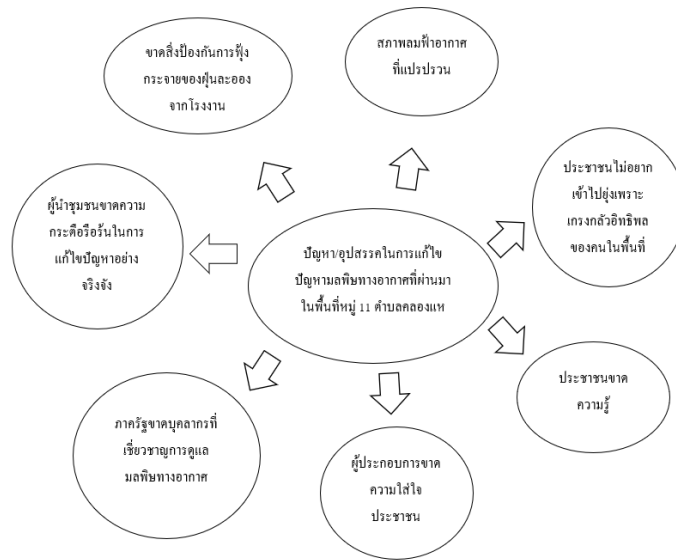 ขาดสิ่งป้องกันการฟุ้ง
กระจายของฝุ่นละออง
จากโรงงาน
สภาพลมฟ้าอากาศ
ที่แปรปรวน
ประชาชนไม่อยาก
เข้าไปยุ่งเพราะ
เกรงกลัวอิทธิพล
ของคนในพื้นที่
ผู้นำชุมชนขาดความ
กระตือรือร้นในการ
แก้ไขปัญหาอย่าง
จริงจัง
ปัญหา/อุปสรรคในการแก้ไข
ปัญหามลพิษทางอากาศที่ผ่านมา
ในพื้นที่หมู่ 11 ตำบลคลองแห
ประชาชนขาด
ความรู้
ภาครัฐขาดบุคลากรที่
เชี่ยวชาญการดูแล
มลพิษทางอากาศ
ผู้ประกอบการขาด
ความใส่ใจ
ประชาชน